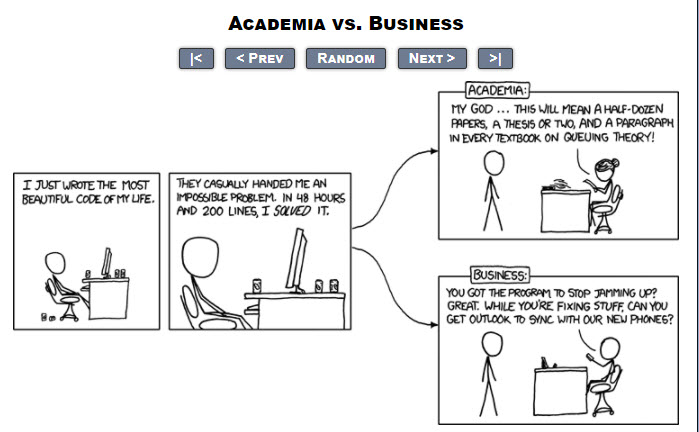 Academia vs. Business
|<
< Prev
Random
Next >
>|
I JUST WROTE THE MOST
BEAUTIFUL CODE OF MY LIFE.
THEY CASUALLY HANDED ME AN
IMPOSSIBLE PROBLEM. IN 48 HOURS
AND 200 LINES, I SOLVED IT.
ACADEMIA:
MY GOD ... THIS WILL MEAN A HALF-DOZEN
PAPERS, A THESIS OR TWO, AND A PARAGRAPH
IN EVERY TEXTBOOK ON QUEUING THEORY!
BUSINESS:
YOU GOT THE PROGRAM TO STOP JAMMING UP?
GREAT. WHILE YOU'RE FIXING STUFF, CAN YOU
GET OUTLOOK TO SYNC WITH OUR NEW PHONES?